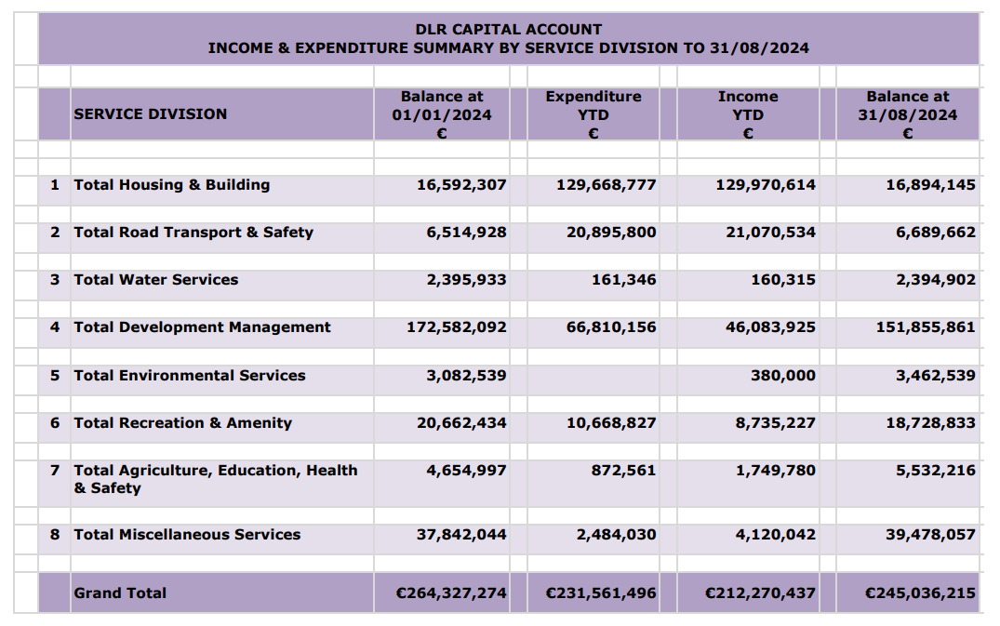 DLR CAPITAL ACCOUNT
INCOME & EXPENDITURE SUMMARY BY SERVICE DIVISION TO 31/08/2024
SERVICE DIVISION Balance at 01/01/2024 € Expenditure YTD € Income YTD € Balance at 31/08/2024 €
1 Total Housing & Building 16,592,307 129,668,777 129,970,614 16,894,145
2 Total Road Transport & Safety 6,514,928 20,895,800 21,070,534 6,689,662
3 Total Water Services 2,395,933 161,346 160,315 2,394,902
4 Total Development Management 172,582,092 66,810,156 46,083,925 151,855,861
5 Total Environmental Services 3,082,539 380,000 3,462,539
6 Total Recreation & Amenity 20,662,434 10,668,827 8,735,227 18,728,833
7 Total Agriculture, Education, Health 4,654,997 872,561 1,749,780 5,532,216
& Safety
8 Total Miscellaneous Services 37,842,044 2,484,030 4,120,042 39,478,057
Grand Total €264,327,274 €231,561,496 €212,270,437 €245,036,215